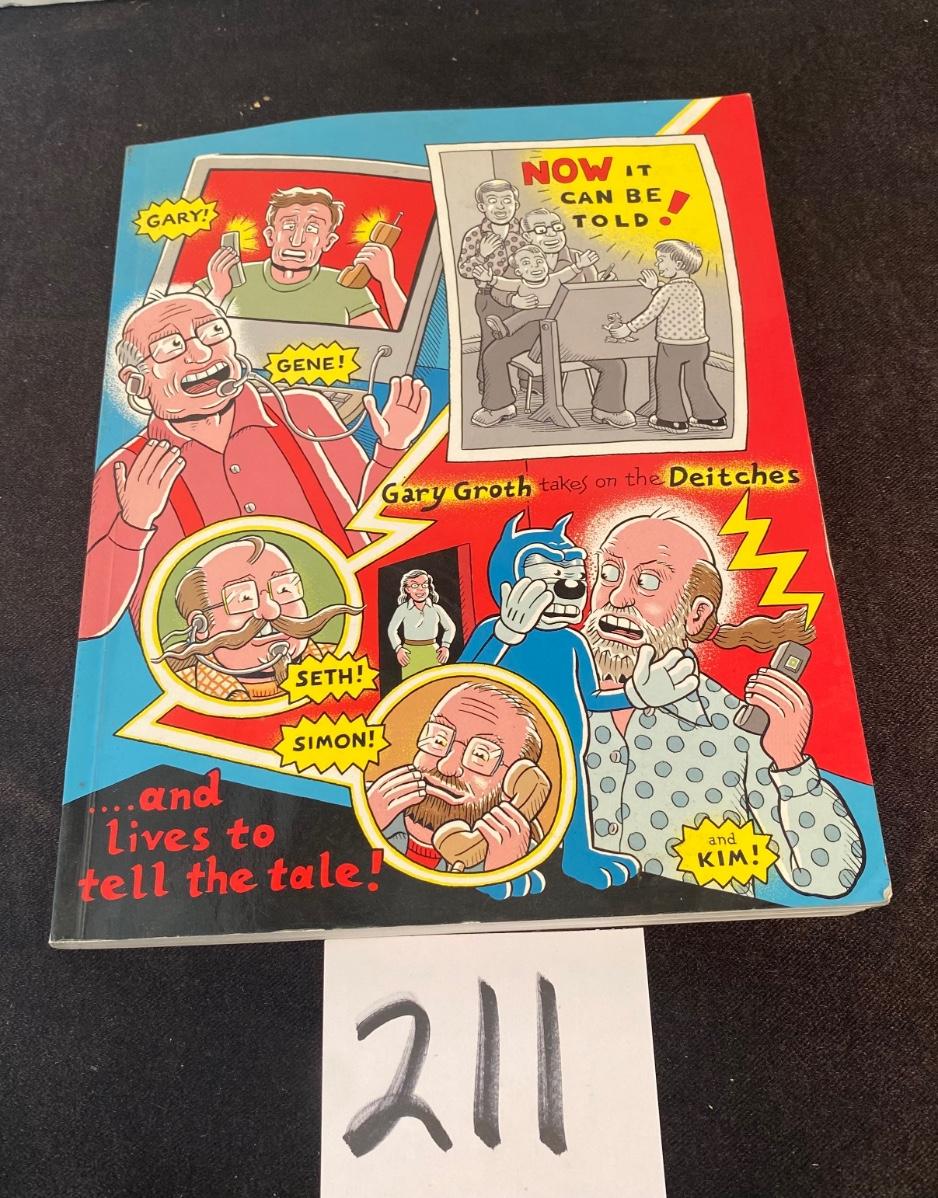 GARY!
NOW IT
CAN BE
TOLD!
GENE!
Gary Groth takes on the Deitches
SETH!
SIMON!
....and
lives to
tell the tale!
and
KIM!
211